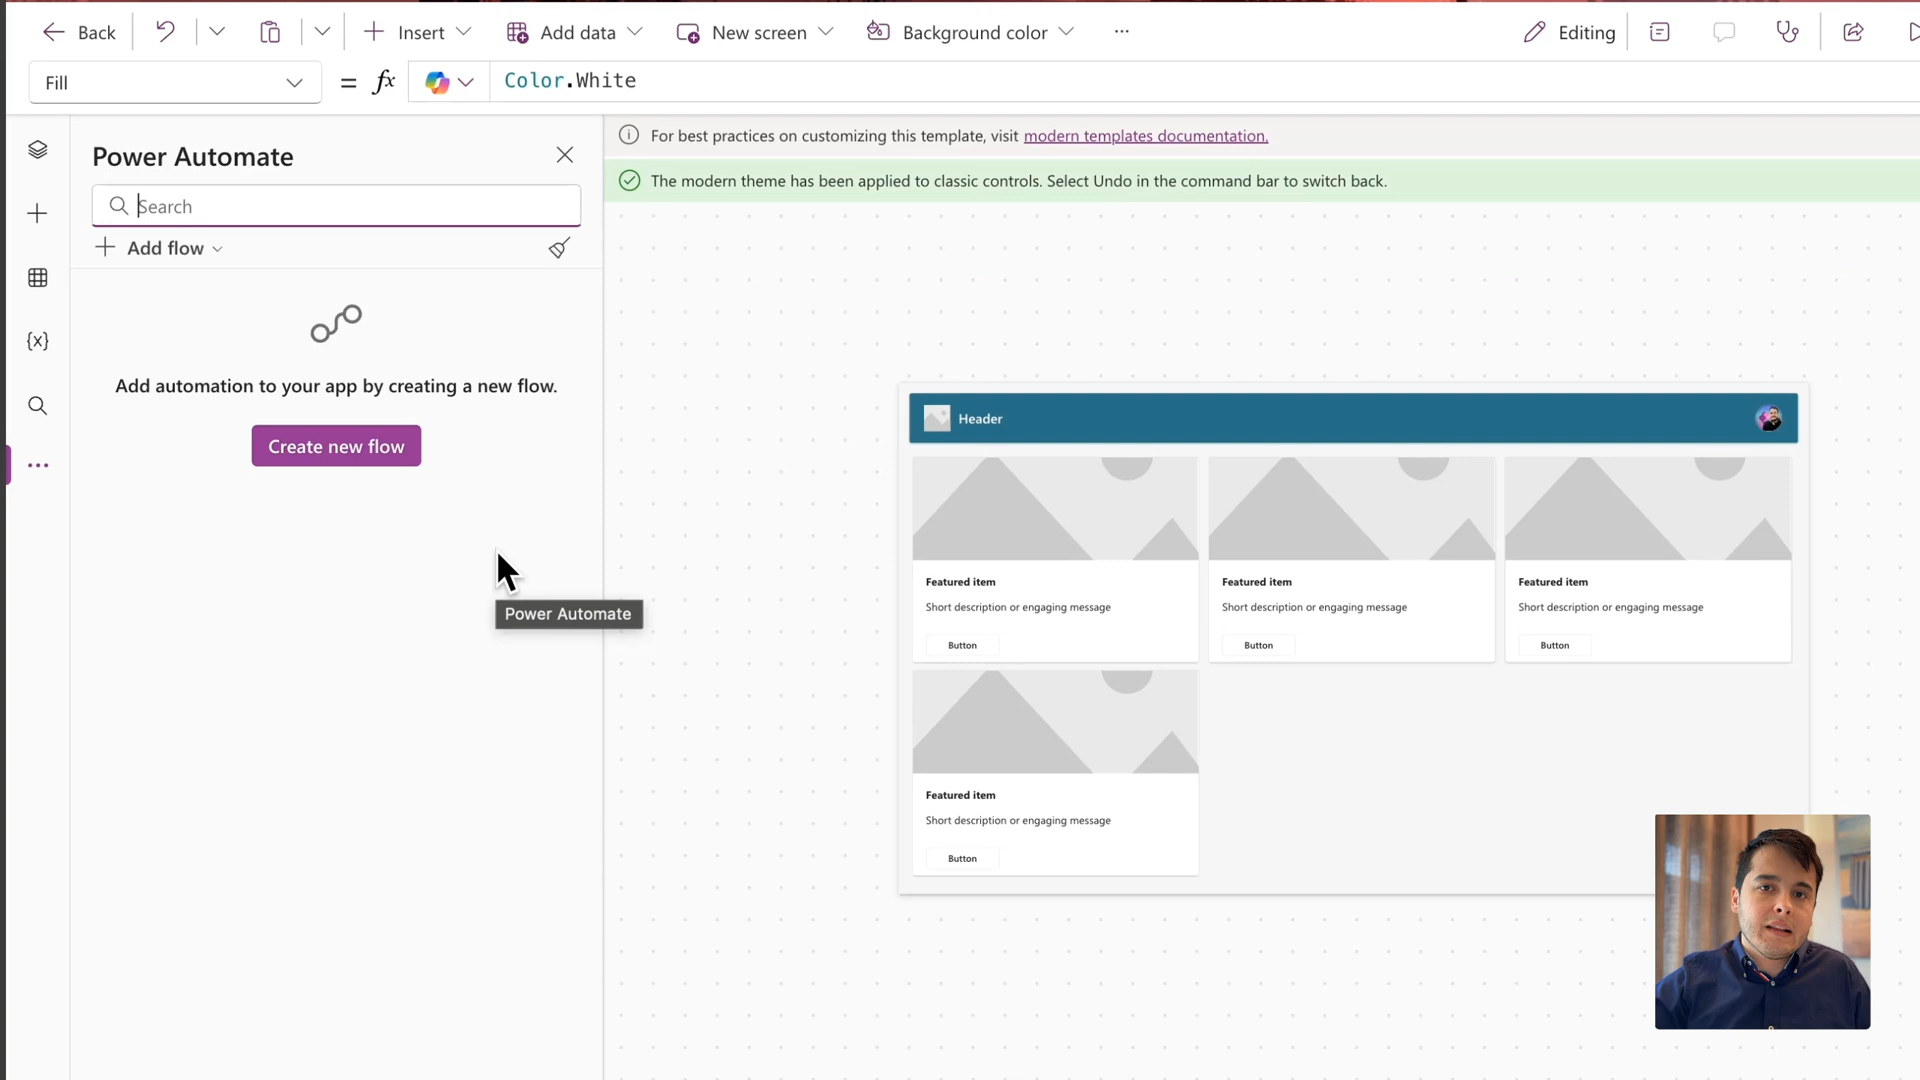 Back
Insert
Add data
New screen
Background color
...
Editing
Fill
= fx
Color.White
Power Automate
Search
Add flow
Add automation to your app by creating a new flow.
Create new flow
Power Automate
{x}
For best practices on customizing this template, visit modern templates documentation.
The modern theme has been applied to classic controls. Select Undo in the command bar to switch back.
Header
Featured item
Short description or engaging message
Button
Featured item
Short description or engaging message
Button
Featured item
Short description or engaging message
Button
Featured item
Short description or engaging message
Button